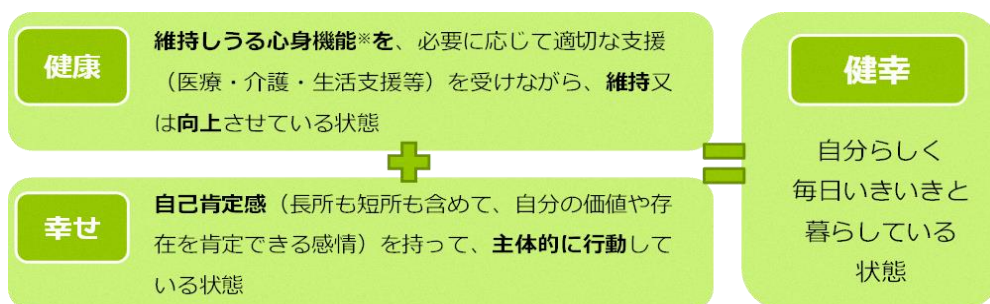 健康
維持しうる心身機能※を、必要に応じて適切な支援
（医療・介護・生活支援等）を受けながら、維持又
は向上させている状態
幸せ
自己肯定感（長所も短所も含めて、自分の価値や存
在を肯定できる感情）を持って、主体的に行動して
いる状態
健幸
自分らしく
毎日いきいきと
暮らしている
状態